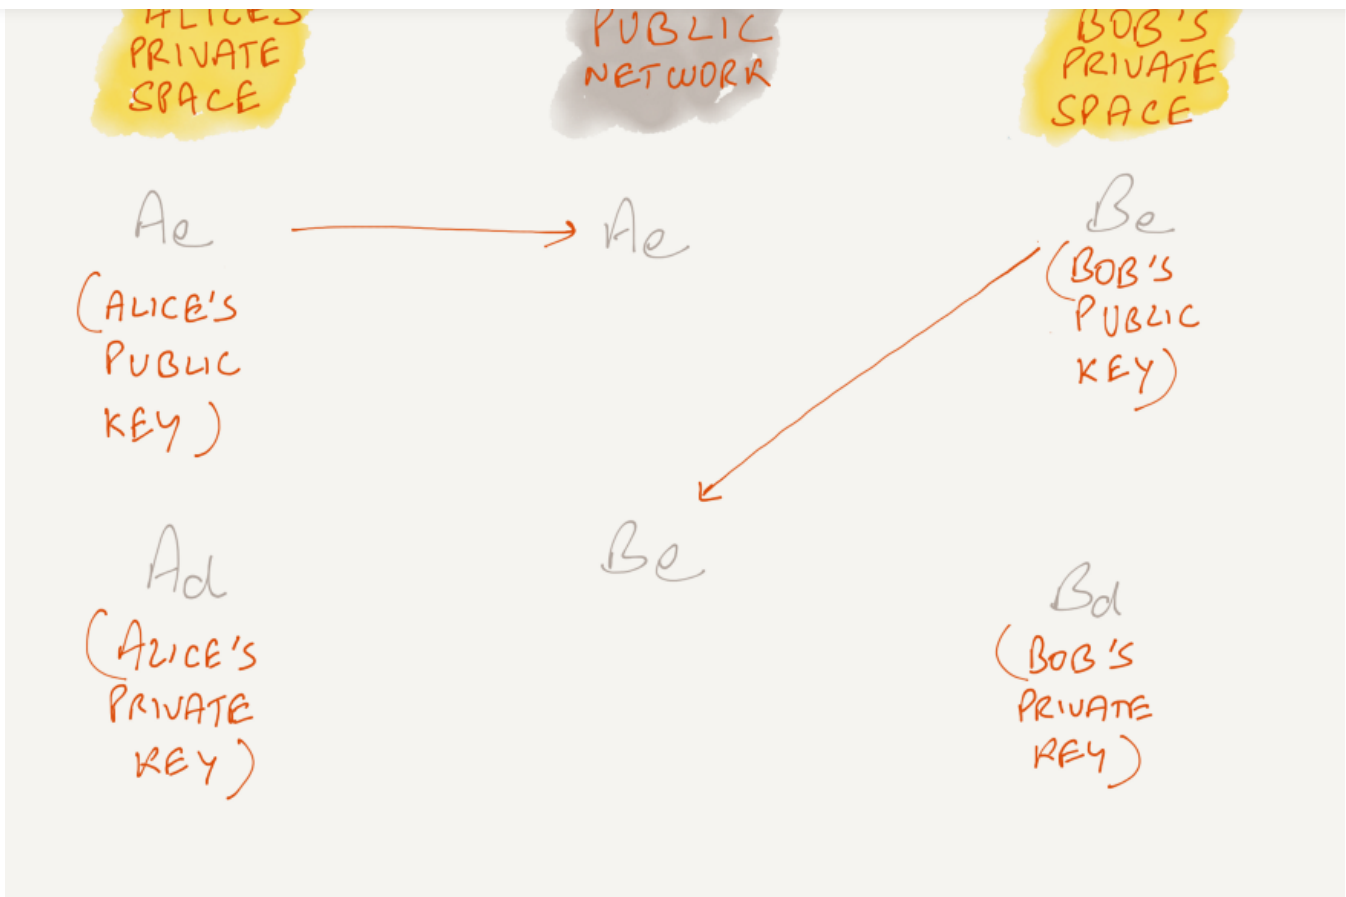 ALICE'S
PRIVATE
SPACE
PUBLIC
NETWORK
BOB'S
PRIVATE
SPACE
Ae
(ALICE'S
PUBLIC
KEY)
Ae
Be
(BOB'S
PUBLIC
KEY)
Ad
(ALICE'S
PRIVATE
KEY)
Be
Bd
(BOB'S
PRIVATE
KEY)